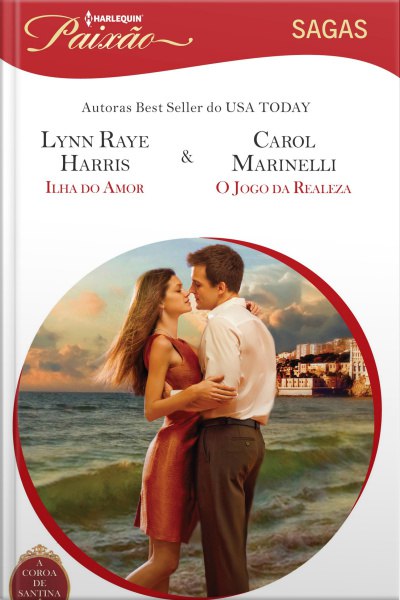 HARLEQUIN
Paixão
SAGAS
Autoras Best Seller do USA TODAY
LYNN RAYE
HARRIS
ILHA DO AMOR
&
CAROL
MARINELLI
O JOGO DA REALEZA
A
COROA
DE
SANTINA